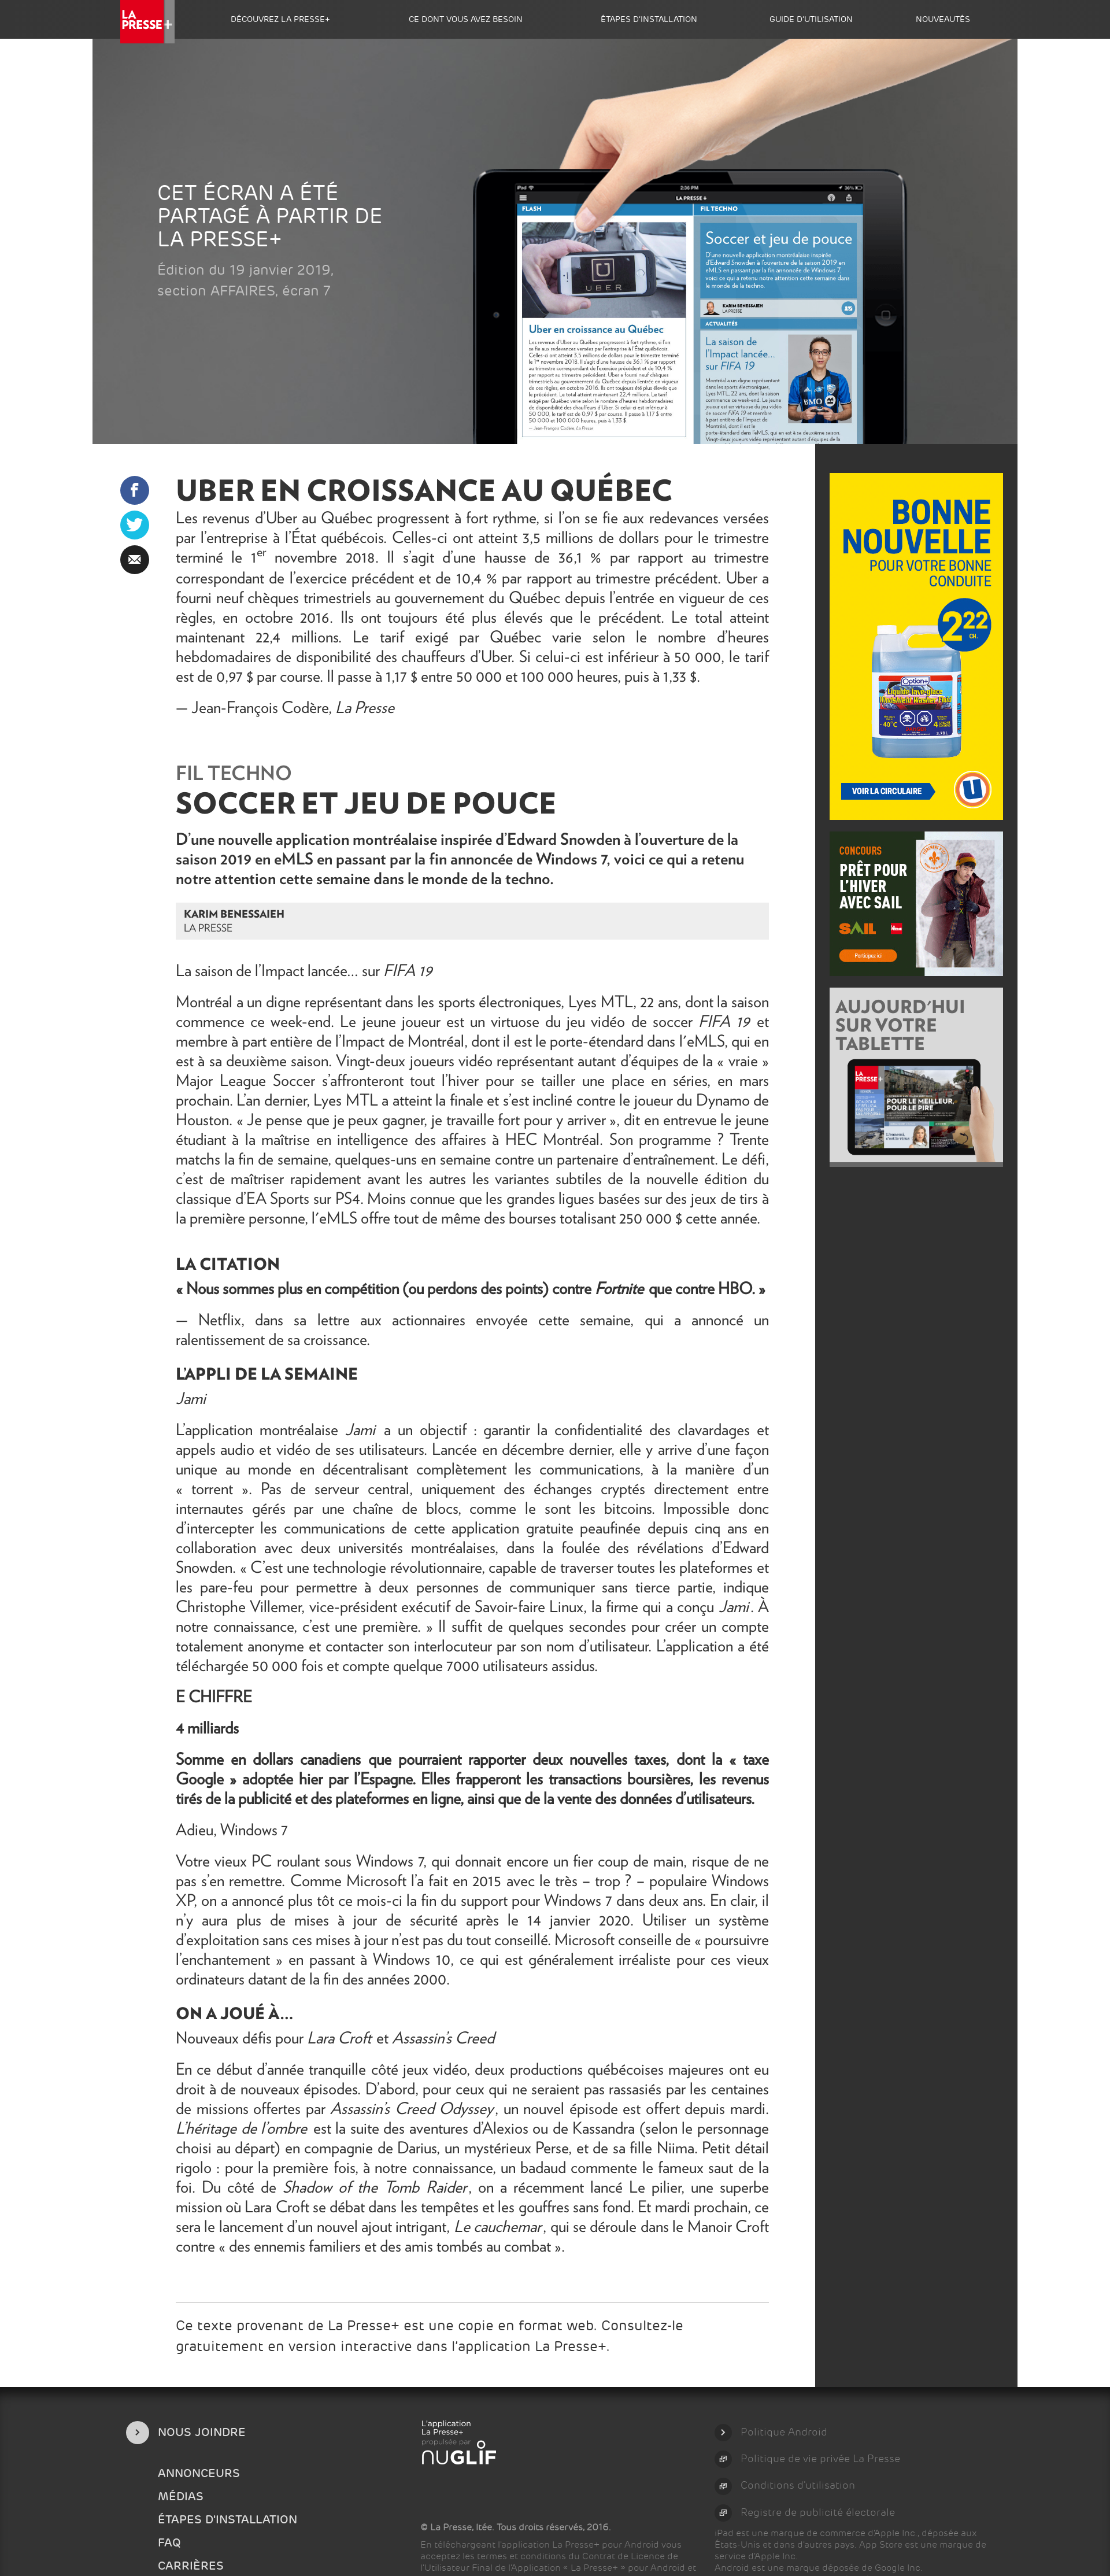 LA PRESSE+
DÉCOUVREZ LA PRESSE+
CE DONT VOUS AVEZ BESOIN
ÉTAPES D'INSTALLATION
GUIDE D'UTILISATION
NOUVEAUTÉS
CET ÉCRAN A ÉTÉ
PARTAGÉ À PARTIR DE
LA PRESSE+
Édition du 19 janvier 2019,
section AFFAIRES, écran 7
iPad
2:26 PM
LA PRESSE +
FLASH
FIL TECHNO
UBER
Uber en croissance au Québec
Soccer et jeu de pouce
KARIM BENESSAIEH
LA PRESSE
ACTUALITÉS
La saison de
l'Impact lancée…
sur FIFA 19
UBER EN CROISSANCE AU QUÉBEC
Les revenus d'Uber au Québec progressent à fort rythme, si l'on se fie aux redevances versées
par l'entreprise à l'État québécois. Celles-ci ont atteint 3,5 millions de dollars pour le trimestre
terminé le 1er novembre 2018. Il s'agit d'une hausse de 36,1 % par rapport au trimestre
correspondant de l'exercice précédent et de 10,4 % par rapport au trimestre précédent. Uber a
fourni neuf chèques trimestriels au gouvernement du Québec depuis l'entrée en vigueur de ces
règles, en octobre 2016. Ils ont toujours été plus élevés que le précédent. Le total atteint
maintenant 22,4 millions. Le tarif exigé par Québec varie selon le nombre d'heures
hebdomadaires de disponibilité des chauffeurs d'Uber. Si celui-ci est inférieur à 50 000, le tarif
est de 0,97 $ par course. Il passe à 1,17 $ entre 50 000 et 100 000 heures, puis à 1,33 $.
— Jean-François Codère, La Presse
FIL TECHNO
SOCCER ET JEU DE POUCE
D'une nouvelle application montréalaise inspirée d'Edward Snowden à l'ouverture de la
saison 2019 en eMLS en passant par la fin annoncée de Windows 7, voici ce qui a retenu
notre attention cette semaine dans le monde de la techno.
KARIM BENESSAIEH
LA PRESSE
La saison de l'Impact lancée… sur FIFA 19
Montréal a un digne représentant dans les sports électroniques, Lyes MTL, 22 ans, dont la saison
commence ce week-end. Le jeune joueur est un virtuose du jeu vidéo de soccer FIFA 19 et
membre à part entière de l'Impact de Montréal, dont il est le porte-étendard dans l'eMLS, qui en
est à sa deuxième saison. Vingt-deux joueurs vidéo représentant autant d'équipes de la « vraie »
Major League Soccer s'affronteront tout l'hiver pour se tailler une place en séries, en mars
prochain. L'an dernier, Lyes MTL a atteint la finale et s'est incliné contre le joueur du Dynamo de
Houston. « Je pense que je peux gagner, je travaille fort pour y arriver », dit en entrevue le jeune
étudiant à la maîtrise en intelligence des affaires à HEC Montréal. Son programme ? Trente
matchs la fin de semaine, quelques-uns en semaine contre un partenaire d'entraînement. Le défi,
c'est de maîtriser rapidement avant les autres les variantes subtiles de la nouvelle édition du
classique d'EA Sports sur PS4. Moins connue que les grandes ligues basées sur des jeux de tirs à
la première personne, l'eMLS offre tout de même des bourses totalisant 250 000 $ cette année.
LA CITATION
« Nous sommes plus en compétition (ou perdons des points) contre Fortnite que contre HBO. »
— Netflix, dans sa lettre aux actionnaires envoyée cette semaine, qui a annoncé un
ralentissement de sa croissance.
L'APPLI DE LA SEMAINE
Jami
L'application montréalaise Jami a un objectif : garantir la confidentialité des clavardages et
appels audio et vidéo de ses utilisateurs. Lancée en décembre dernier, elle y arrive d'une façon
unique au monde en décentralisant complètement les communications, à la manière d'un
« torrent ». Pas de serveur central, uniquement des échanges cryptés directement entre
internautes gérés par une chaîne de blocs, comme le sont les bitcoins. Impossible donc
d'intercepter les communications de cette application gratuite peaufinée depuis cinq ans en
collaboration avec deux universités montréalaises, dans la foulée des révélations d'Edward
Snowden. « C'est une technologie révolutionnaire, capable de traverser toutes les plateformes et
les pare-feu pour permettre à deux personnes de communiquer sans tierce partie, indique
Christophe Villemer, vice-président exécutif de Savoir-faire Linux, la firme qui a conçu Jami. À
notre connaissance, c'est une première. » Il suffit de quelques secondes pour créer un compte
totalement anonyme et contacter son interlocuteur par son nom d'utilisateur. L'application a été
téléchargée 50 000 fois et compte quelque 7000 utilisateurs assidus.
E CHIFFRE
4 milliards
Somme en dollars canadiens que pourraient rapporter deux nouvelles taxes, dont la « taxe
Google » adoptée hier par l'Espagne. Elles frapperont les transactions boursières, les revenus
tirés de la publicité et des plateformes en ligne, ainsi que de la vente des données d'utilisateurs.
Adieu, Windows 7
Votre vieux PC roulant sous Windows 7, qui donnait encore un fier coup de main, risque de ne
pas s'en remettre. Comme Microsoft l'a fait en 2015 avec le très – trop ? – populaire Windows
XP, on a annoncé plus tôt ce mois-ci la fin du support pour Windows 7 dans deux ans. En clair, il
n'y aura plus de mises à jour de sécurité après le 14 janvier 2020. Utiliser un système
d'exploitation sans ces mises à jour n'est pas du tout conseillé. Microsoft conseille de « poursuivre
l'enchantement » en passant à Windows 10, ce qui est généralement irréaliste pour ces vieux
ordinateurs datant de la fin des années 2000.
ON A JOUÉ À…
Nouveaux défis pour Lara Croft et Assassin's Creed
En ce début d'année tranquille côté jeux vidéo, deux productions québécoises majeures ont eu
droit à de nouveaux épisodes. D'abord, pour ceux qui ne seraient pas rassasiés par les centaines
de missions offertes par Assassin's Creed Odyssey, un nouvel épisode est offert depuis mardi.
L'héritage de l'ombre est la suite des aventures d'Alexios ou de Kassandra (selon le personnage
choisi au départ) en compagnie de Darius, un mystérieux Perse, et de sa fille Niima. Petit détail
rigolo : pour la première fois, à notre connaissance, un badaud commente le fameux saut de la
foi. Du côté de Shadow of the Tomb Raider, on a récemment lancé Le pilier, une superbe
mission où Lara Croft se débat dans les tempêtes et les gouffres sans fond. Et mardi prochain, ce
sera le lancement d'un nouvel ajout intrigant, Le cauchemar, qui se déroule dans le Manoir Croft
contre « des ennemis familiers et des amis tombés au combat ».
Ce texte provenant de La Presse+ est une copie en format web. Consultez-le
gratuitement en version interactive dans l'application La Presse+.
BONNE
NOUVELLE
POUR VOTRE BONNE
CONDUITE
2 22
Option+
-40°C
VOIR LA CIRCULAIRE
CONCOURS
PRÊT POUR
L'HIVER
AVEC SAIL
SAIL
Participez ici
AUJOURD'HUI
SUR VOTRE
TABLETTE
LA PRESSE+
POUR LE MEILLEUR,
POUR LE PIRE
NOUS JOINDRE
ANNONCEURS
MÉDIAS
ÉTAPES D'INSTALLATION
FAQ
CARRIÈRES
L'application
La Presse+
propulsée par
nuGLIF
© La Presse, ltée. Tous droits réservés, 2016.
En téléchargeant l'application La Presse+ pour Android vous
acceptez les termes et conditions du Contrat de Licence de
l'Utilisateur Final de l'Application « La Presse+ » pour Android et
Politique Android
Politique de vie privée La Presse
Conditions d'utilisation
Registre de publicité électorale
iPad est une marque de commerce d'Apple Inc., déposée aux
États-Unis et dans d'autres pays. App Store est une marque de
service d'Apple Inc.
Android est une marque déposée de Google Inc.